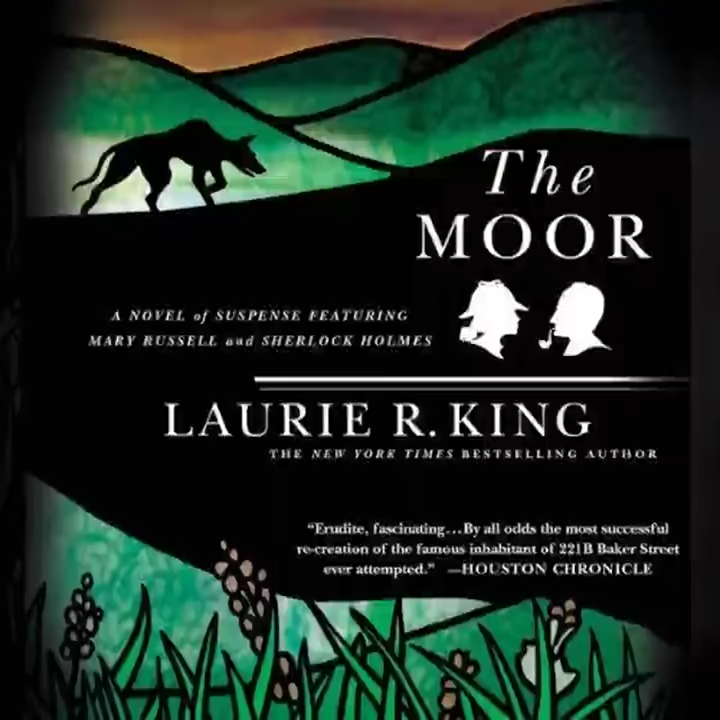 The
MOOR
A NOVEL of SUSPENSE FEATURING
MARY RUSSELL and SHERLOCK HOLMES
LAURIE R. KING
THE NEW YORK TIMES BESTSELLING AUTHOR
“Erudite, fascinating…By all odds the most successful
re-creation of the famous inhabitant of 221B Baker Street
ever attempted.” —HOUSTON CHRONICLE